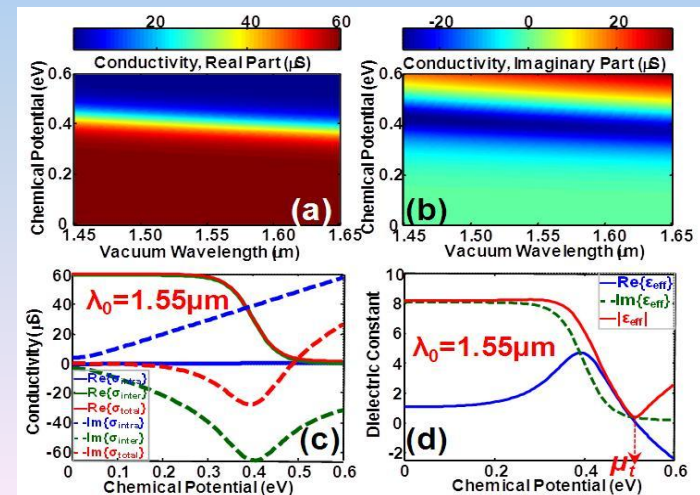 20 40 60
Conductivity, Real Part (μS)
0.6
0.4
0.2
0
Chemical Potential (eV)
(a)
1.45 1.50 1.55 1.60 1.65
Vacuum Wavelength (μm)
-20 0 20
Conductivity, Imaginary Part (μS)
0.6
0.4
0.2
0
Chemical Potential (eV)
(b)
1.45 1.50 1.55 1.60 1.65
Vacuum Wavelength (μm)
60
40
20
0
-20
-40
-60
Conductivity (μS)
λ₀=1.55μm
Re{σintra}
Re{σinter}
Re{σtotal}
-Im{σintra}
-Im{σinter}
-Im{σtotal}
(c)
0 0.1 0.2 0.3 0.4 0.5 0.6
Chemical Potential (eV)
10
8
6
4
2
0
-2
Dielectric Constant
Re{εeff}
Im{εeff}
|εeff|
λ₀=1.55μm
(d)
μt
0 0.2 0.4 0.6
Chemical Potential (eV)